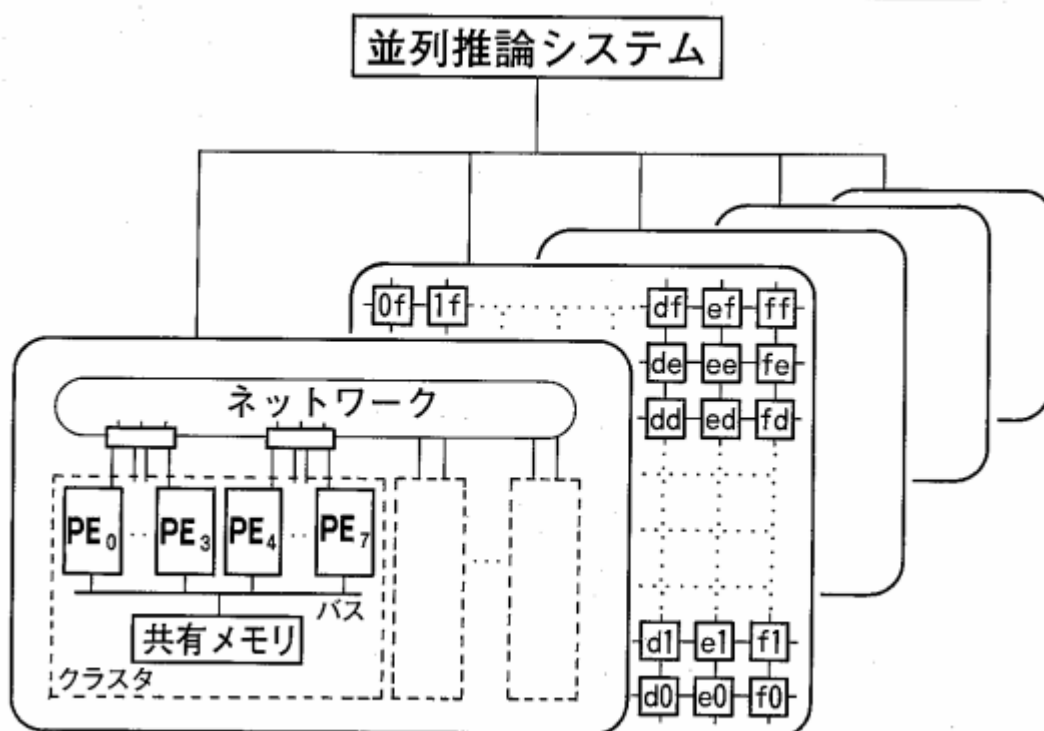 並列推論システム
0f 1f df ef ff
de ee fe
dd ed fd
ネットワーク
PE0 PE3 PE4 PE7
バス
共有メモリ
クラスタ
d1 e1 f1
d0 e0 f0